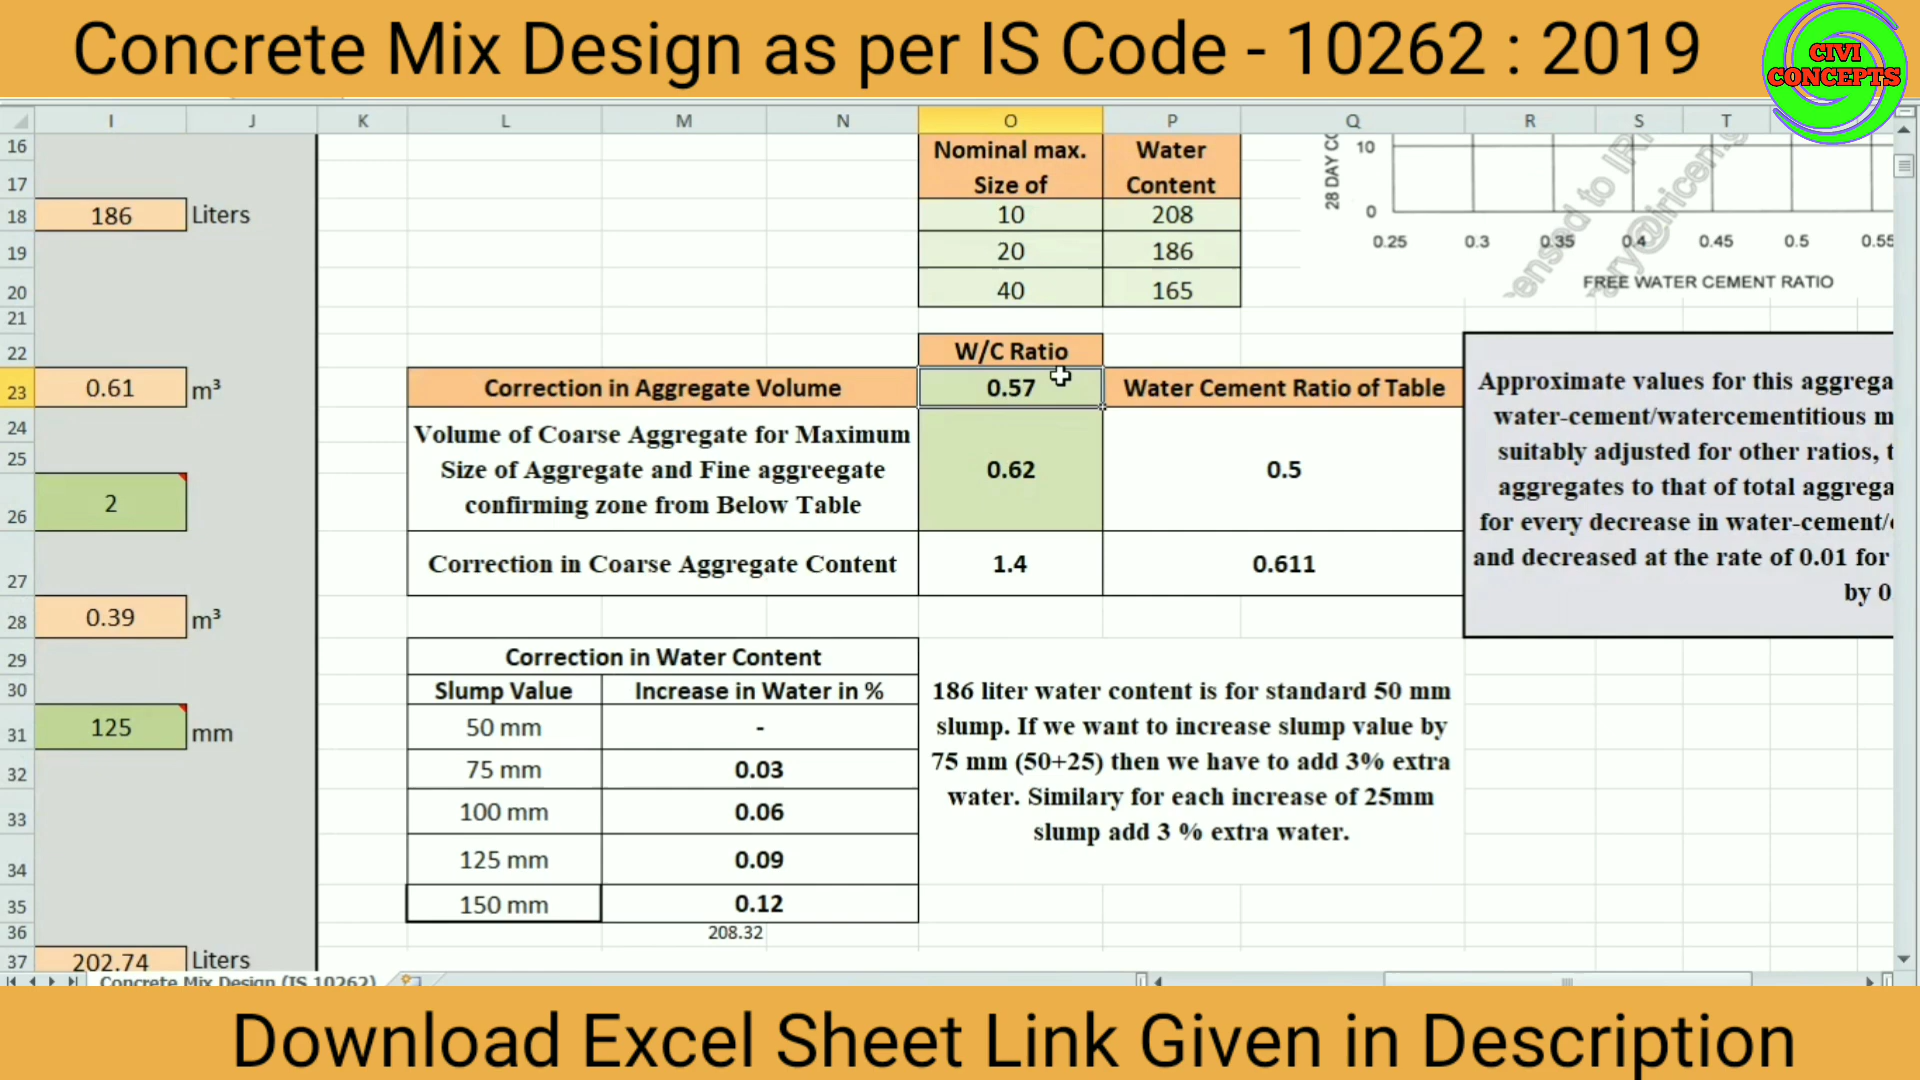 Concrete Mix Design as per IS Code - 10262 : 2019
CIVI
CONCEPTS
I J K L M N O P Q R S T
16 Nominal max. Water 28 DAY 10
17 Size of Content
18 186 Liters 10 208 0
19 20 186 0.25 0.3 0.35 0.4 0.45 0.5 0.55
20 40 165 FREE WATER CEMENT RATIO
21
22 W/C Ratio
23 0.61 m³ Correction in Aggregate Volume 0.57 Water Cement Ratio of Table
24
25
26 2
Volume of Coarse Aggregate for Maximum
Size of Aggregate and Fine aggreegate
confirming zone from Below Table
0.62 0.5
27 Correction in Coarse Aggregate Content 1.4 0.611
Approximate values for this aggrega
water-cement/watercementitious m
suitably adjusted for other ratios, t
aggregates to that of total aggrega
for every decrease in water-cement/
and decreased at the rate of 0.01 for
by 0
28 0.39 m³
29 Correction in Water Content
30 Slump Value Increase in Water in %
31 125 mm 50 mm -
32 75 mm 0.03
33 100 mm 0.06
34 125 mm 0.09
35 150 mm 0.12
36 208.32
37 202.74 Liters
186 liter water content is for standard 50 mm
slump. If we want to increase slump value by
75 mm (50+25) then we have to add 3% extra
water. Similary for each increase of 25mm
slump add 3 % extra water.
Concrete Mix Design (IS 10262)
Download Excel Sheet Link Given in Description